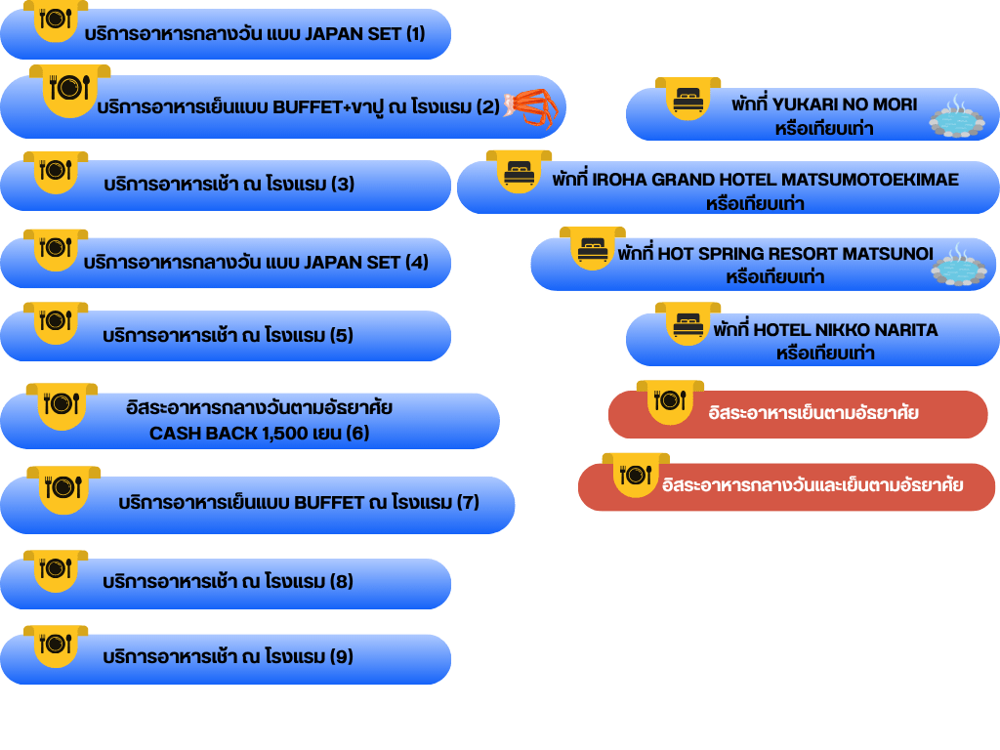 บริการอาหารกลางวัน แบบ JAPAN SET (1)
บริการอาหารเย็นแบบ BUFFET+ขาปู ณ โรงแรม (2)
บริการอาหารเช้า ณ โรงแรม (3)
บริการอาหารกลางวัน แบบ JAPAN SET (4)
บริการอาหารเช้า ณ โรงแรม (5)
อิสระอาหารกลางวันตามอัธยาศัย
CASH BACK 1,500 เยน (6)
บริการอาหารเย็นแบบ BUFFET ณ โรงแรม (7)
บริการอาหารเช้า ณ โรงแรม (8)
บริการอาหารเช้า ณ โรงแรม (9)
พักที่ YUKARI NO MORI
หรือเทียบเท่า
พักที่ IROHA GRAND HOTEL MATSUMOTOEKIMAE
หรือเทียบเท่า
พักที่ HOT SPRING RESORT MATSUNOI
หรือเทียบเท่า
พักที่ HOTEL NIKKO NARITA
หรือเทียบเท่า
อิสระอาหารเย็นตามอัธยาศัย
อิสระอาหารกลางวันและเย็นตามอัธยาศัย